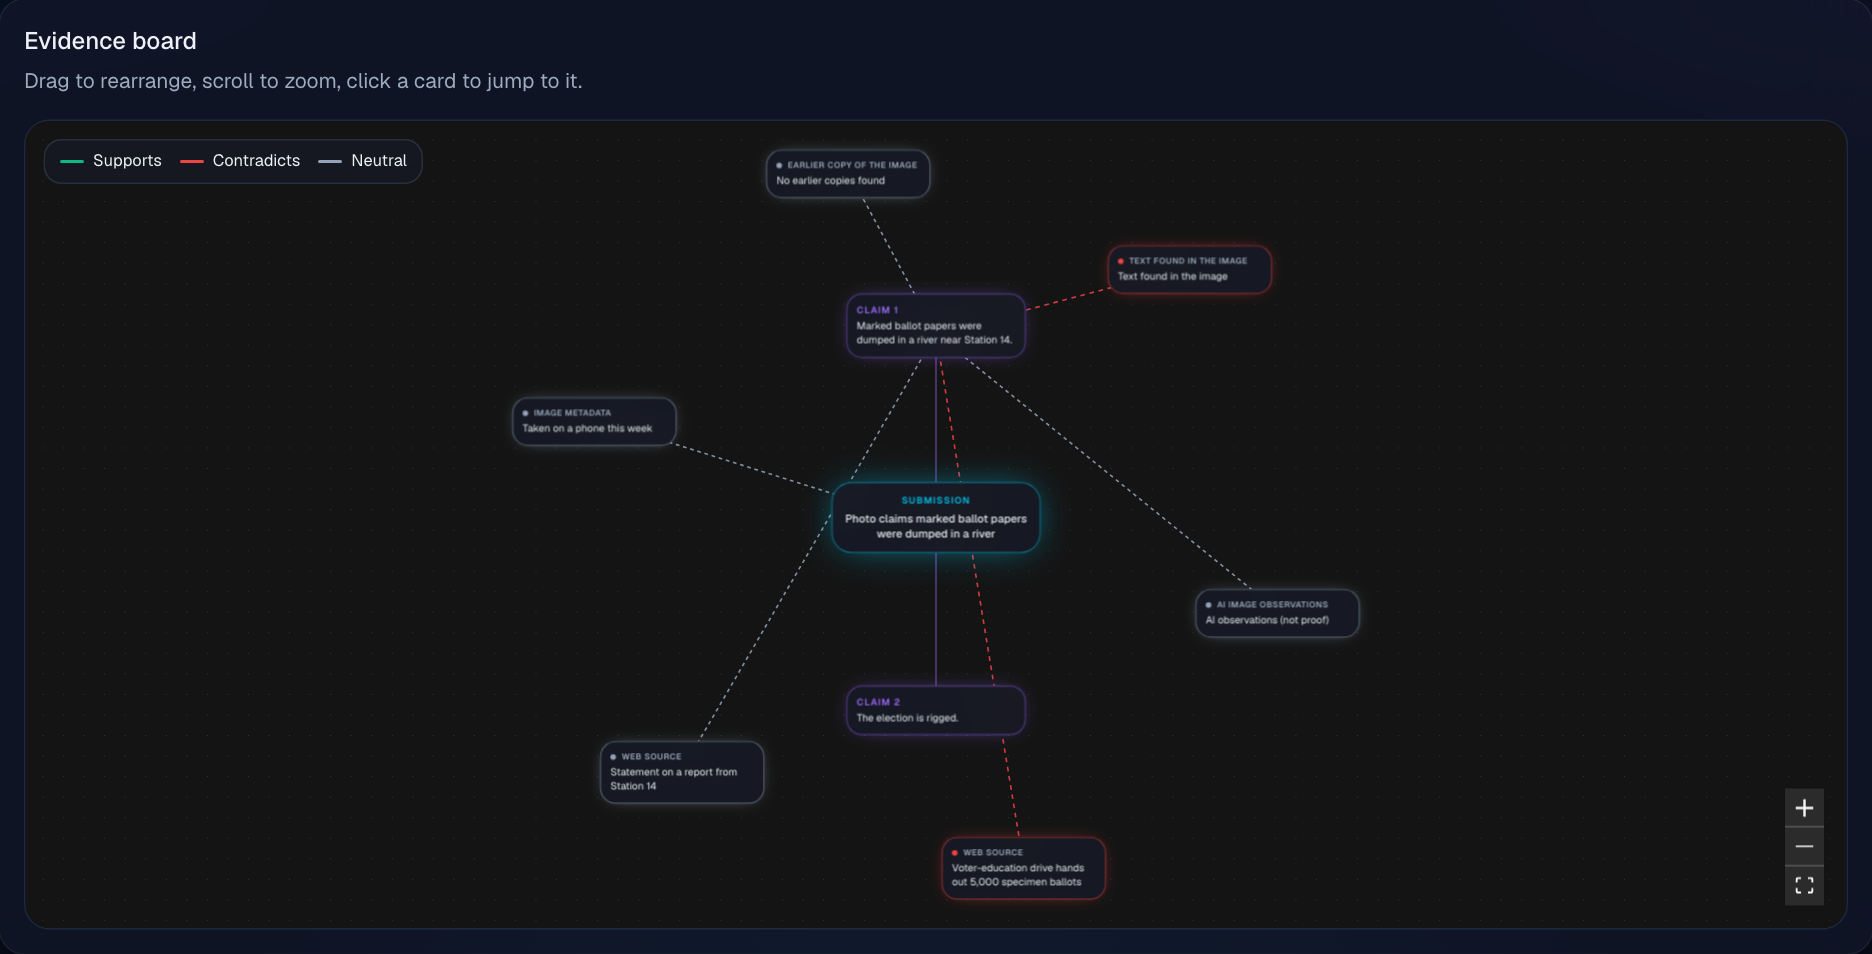 Evidence board
Drag to rearrange, scroll to zoom, click a card to jump to it.
Supports
Contradicts
Neutral
EARLIER COPY OF THE IMAGE
No earlier copies found
TEXT FOUND IN THE IMAGE
Text found in the image
CLAIM 1
Marked ballot papers were
dumped in a river near Station 14.
IMAGE METADATA
Taken on a phone this week
SUBMISSION
Photo claims marked ballot papers
were dumped in a river
AI IMAGE OBSERVATIONS
AI observations (not proof)
CLAIM 2
The election is rigged.
WEB SOURCE
Statement on a report from
Station 14
WEB SOURCE
Voter-education drive hands
out 5,000 specimen ballots